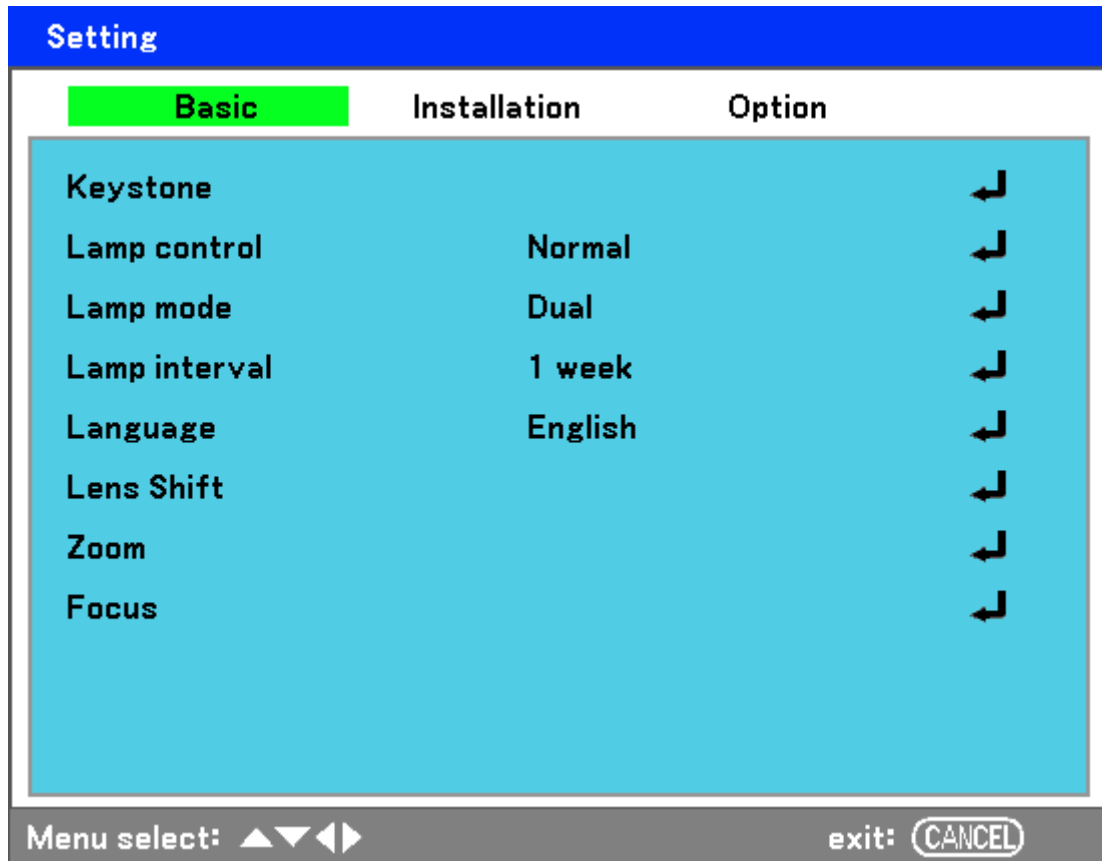 Setting
Basic Installation Option
Keystone
Lamp control Normal
Lamp mode Dual
Lamp interval 1 week
Language English
Lens Shift
Zoom
Focus
Menu select: ▲▼◀▶ exit: CANCEL